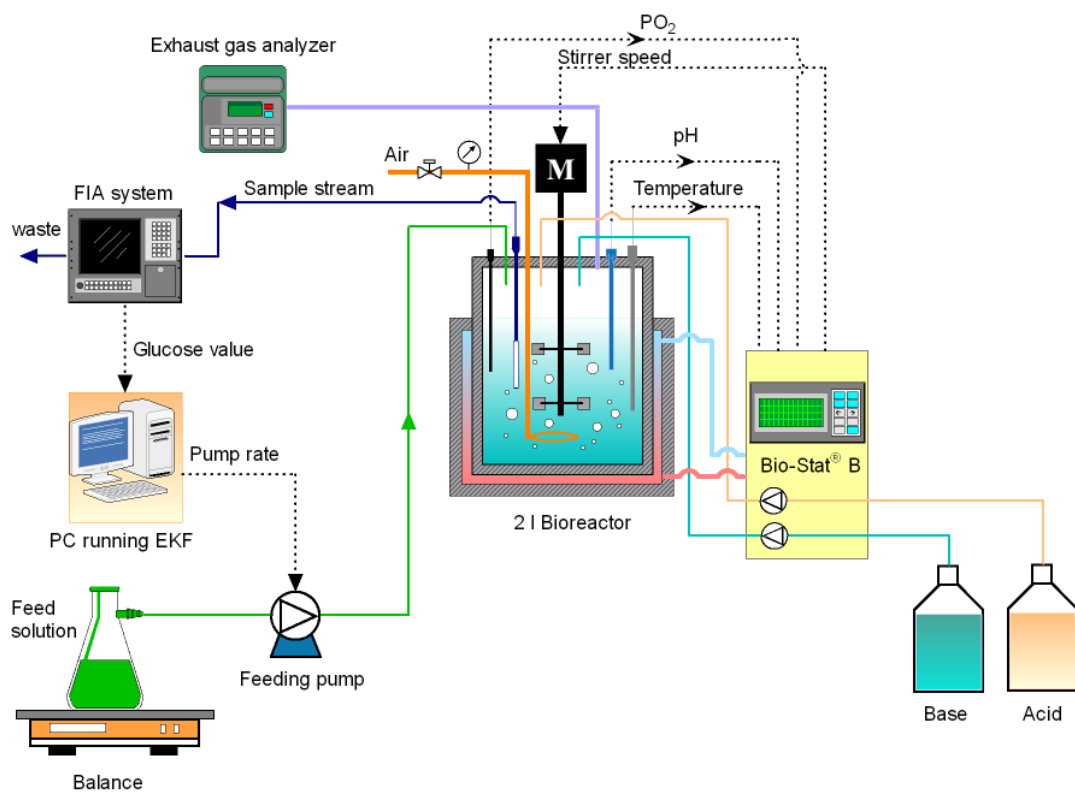 PO2
Exhaust gas analyzer
Stirrer speed
Air
M
pH
FIA system
Sample stream
Temperature
waste
Glucose value
Pump rate
Bio-Stat® B
2 l Bioreactor
PC running EKF
Feed
solution
Feeding pump
Base
Acid
Balance